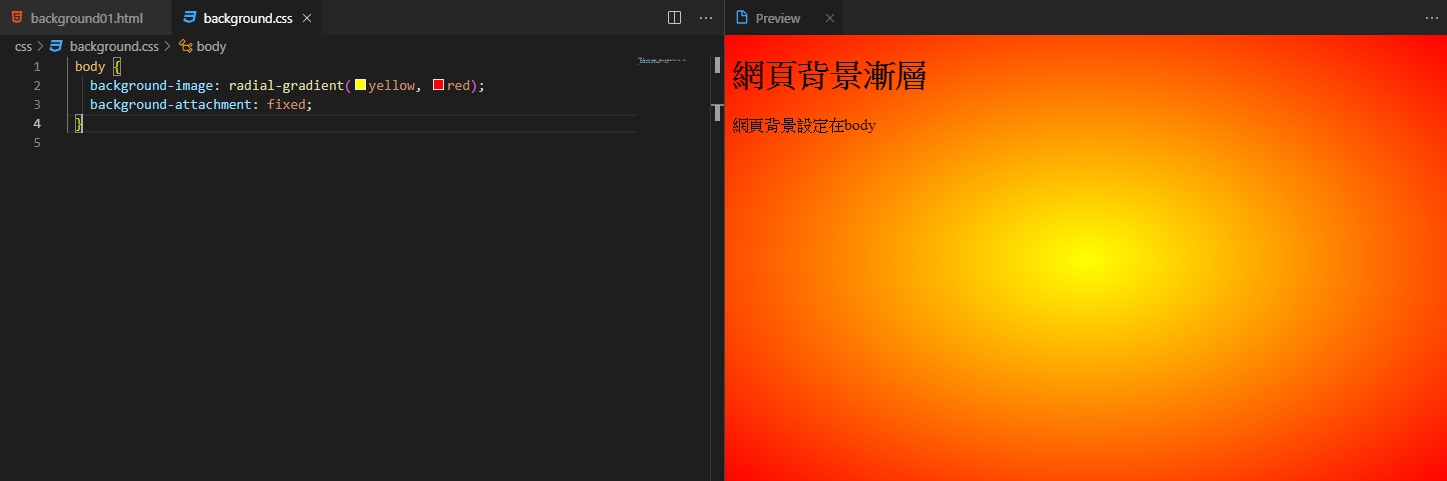 background01.html
background.css
Preview
css > background.css > body
1 body {
2 background-image: radial-gradient(yellow, red);
3 background-attachment: fixed;
4 }
5
網頁背景漸層
網頁背景設定在body